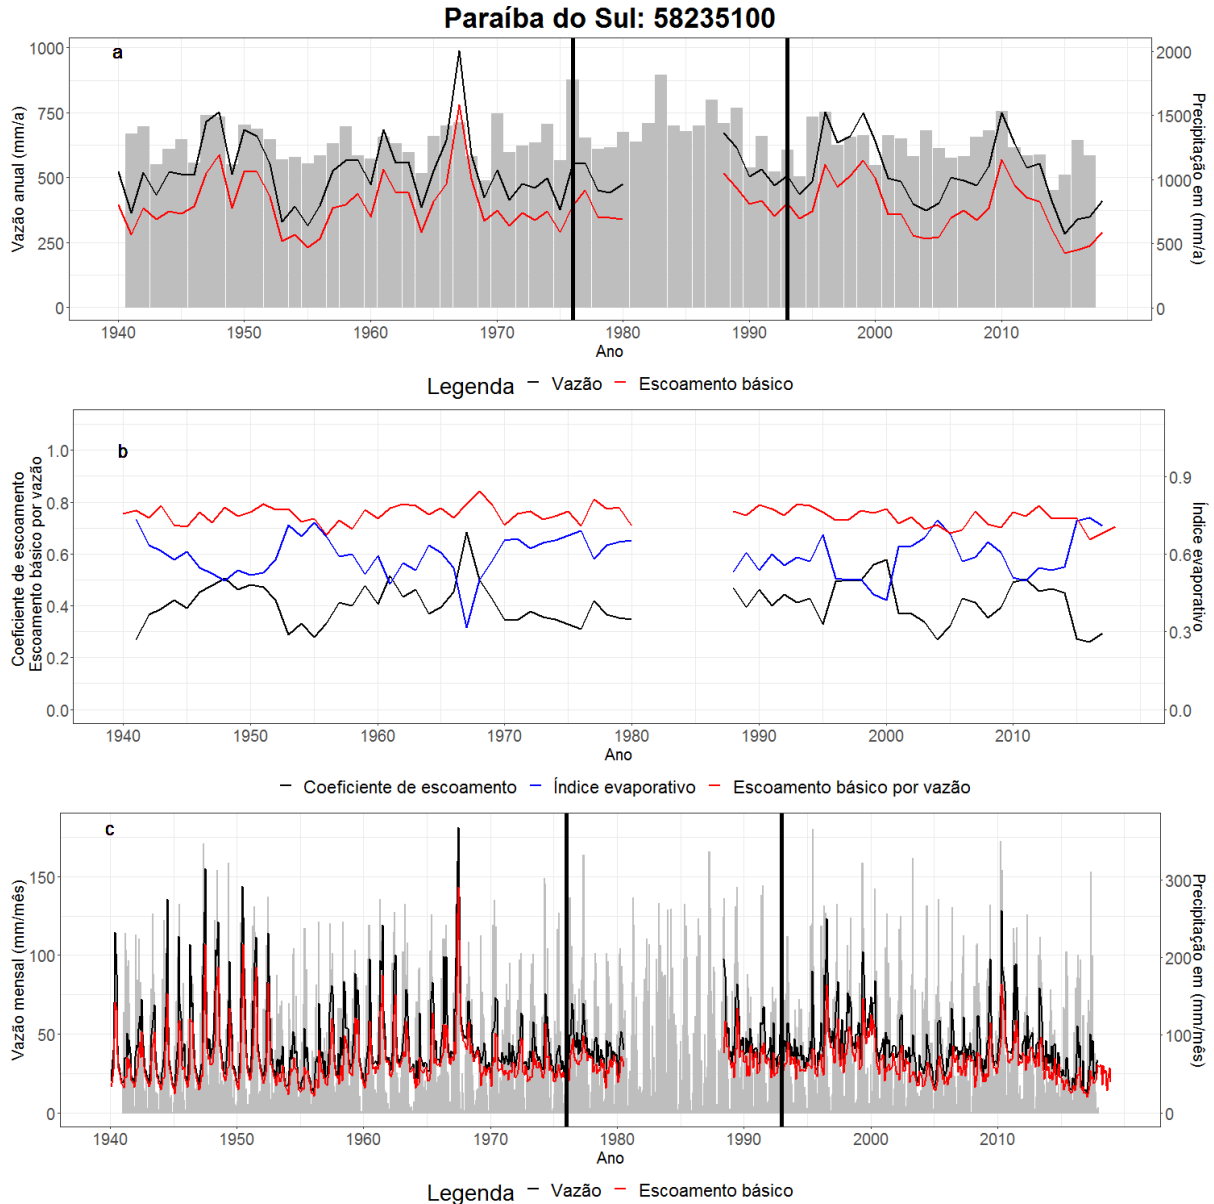 Paraíba do Sul: 58235100
a
Vazão anual (mm/a)
1000
750
500
250
0
2000
1500
1000
500
0
Precipitação em (mm/a)
1940 1950 1960 1970 1980 1990 2000 2010
Ano
Legenda Vazão Escoamento básico
b
Coeficiente de escoamento
Escoamento básico por vazão
1.0
0.8
0.6
0.4
0.2
0.0
0.9
0.6
0.3
0.0
Índice evaporativo
1940 1950 1960 1970 1980 1990 2000 2010
Ano
Coeficiente de escoamento Índice evaporativo Escoamento básico por vazão
c
Vazão mensal (mm/mês)
150
100
50
0
300
200
100
0
Precipitação em (mm/mês)
1940 1950 1960 1970 1980 1990 2000 2010
Ano
Legenda Vazão Escoamento básico